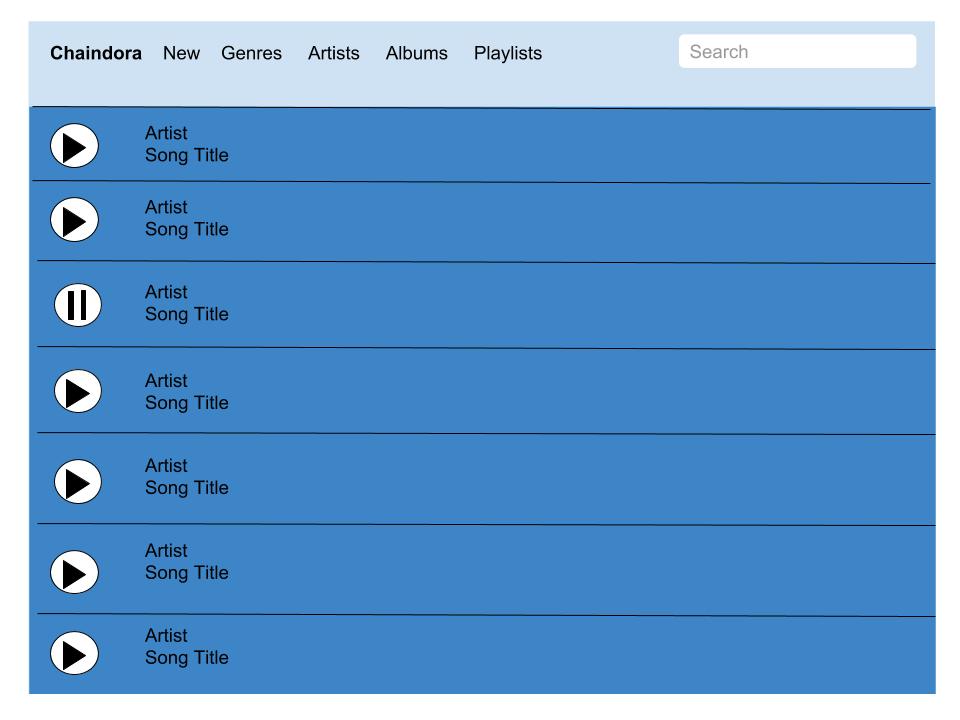 Chaindora New Genres Artists Albums Playlists Search
Artist
Song Title
Artist
Song Title
Artist
Song Title
Artist
Song Title
Artist
Song Title
Artist
Song Title
Artist
Song Title